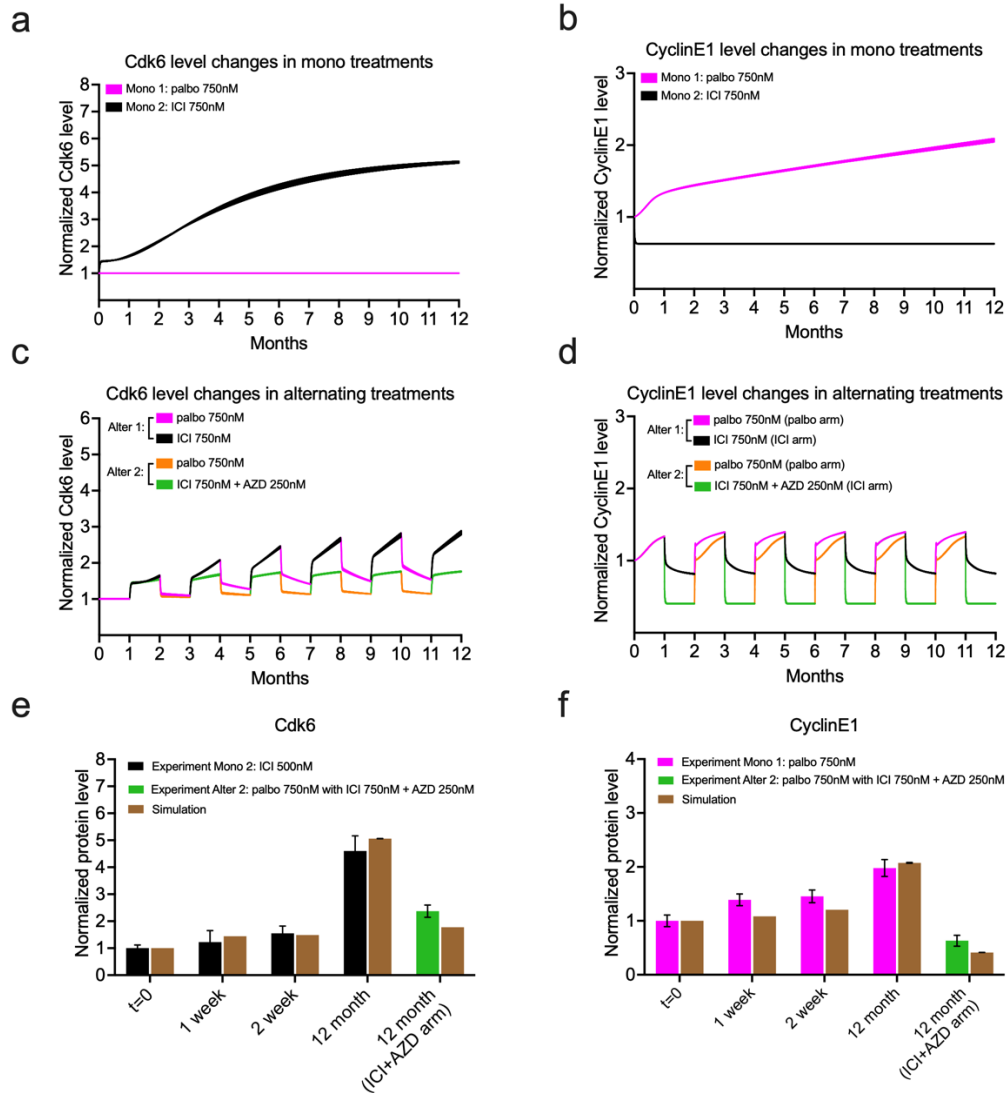 a
Cdk6 level changes in mono treatments
Normalized Cdk6 level
8
7
6
5
4
3
2
1
Mono 1: palbo 750nM
Mono 2: ICI 750nM
0 1 2 3 4 5 6 7 8 9 10 11 12
Months
b
CyclinE1 level changes in mono treatments
Normalized CyclinE1 level
3
2
1
Mono 1: palbo 750nM
Mono 2: ICI 750nM
0 1 2 3 4 5 6 7 8 9 10 11 12
Months
c
Cdk6 level changes in alternating treatments
Normalized Cdk6 level
6
5
4
3
2
1
Alter 1:
palbo 750nM
ICI 750nM
Alter 2:
palbo 750nM
ICI 750nM + AZD 250nM
0 1 2 3 4 5 6 7 8 9 10 11 12
Months
d
CyclinE1 level changes in alternating treatments
Normalized CyclinE1 level
3
2
1
Alter 1:
palbo 750nM (palbo arm)
ICI 750nM (ICI arm)
Alter 2:
palbo 750nM (palbo arm)
ICI 750nM + AZD 250nM (ICI arm)
0 1 2 3 4 5 6 7 8 9 10 11 12
Months
e
Cdk6
Normalized protein level
8
7
6
5
4
3
2
1
0
Experiment Mono 2: ICI 500nM
Experiment Alter 2: palbo 750nM with ICI 750nM + AZD 250nM
Simulation
t=0
1 week
2 week
12 month
12 month
(ICI+AZD arm)
f
CyclinE1
Normalized protein level
4
3
2
1
0
Experiment Mono 1: palbo 750nM
Experiment Alter 2: palbo 750nM with ICI 750nM + AZD 250nM
Simulation
t=0
1 week
2 week
12 month
12 month
(ICI+AZD arm)